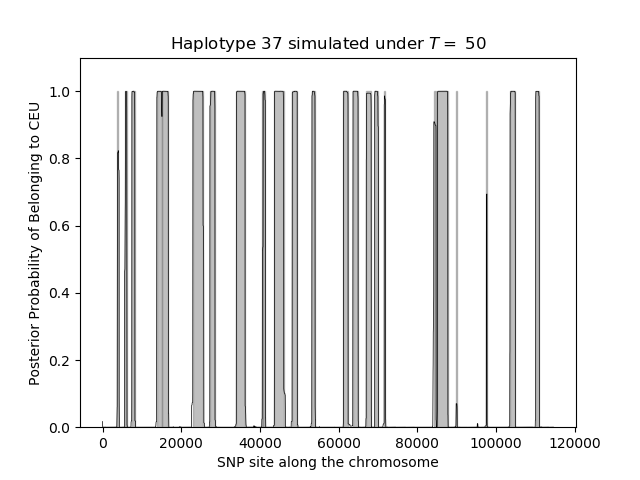 Haplotype 37 simulated under T = 50
Posterior Probability of Belonging to CEU
1.0
0.8
0.6
0.4
0.2
0.0
0 20000 40000 60000 80000 100000 120000
SNP site along the chromosome